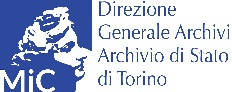 Direzione
Generale Archivi
Archivio di Stato
di Torino
MiC